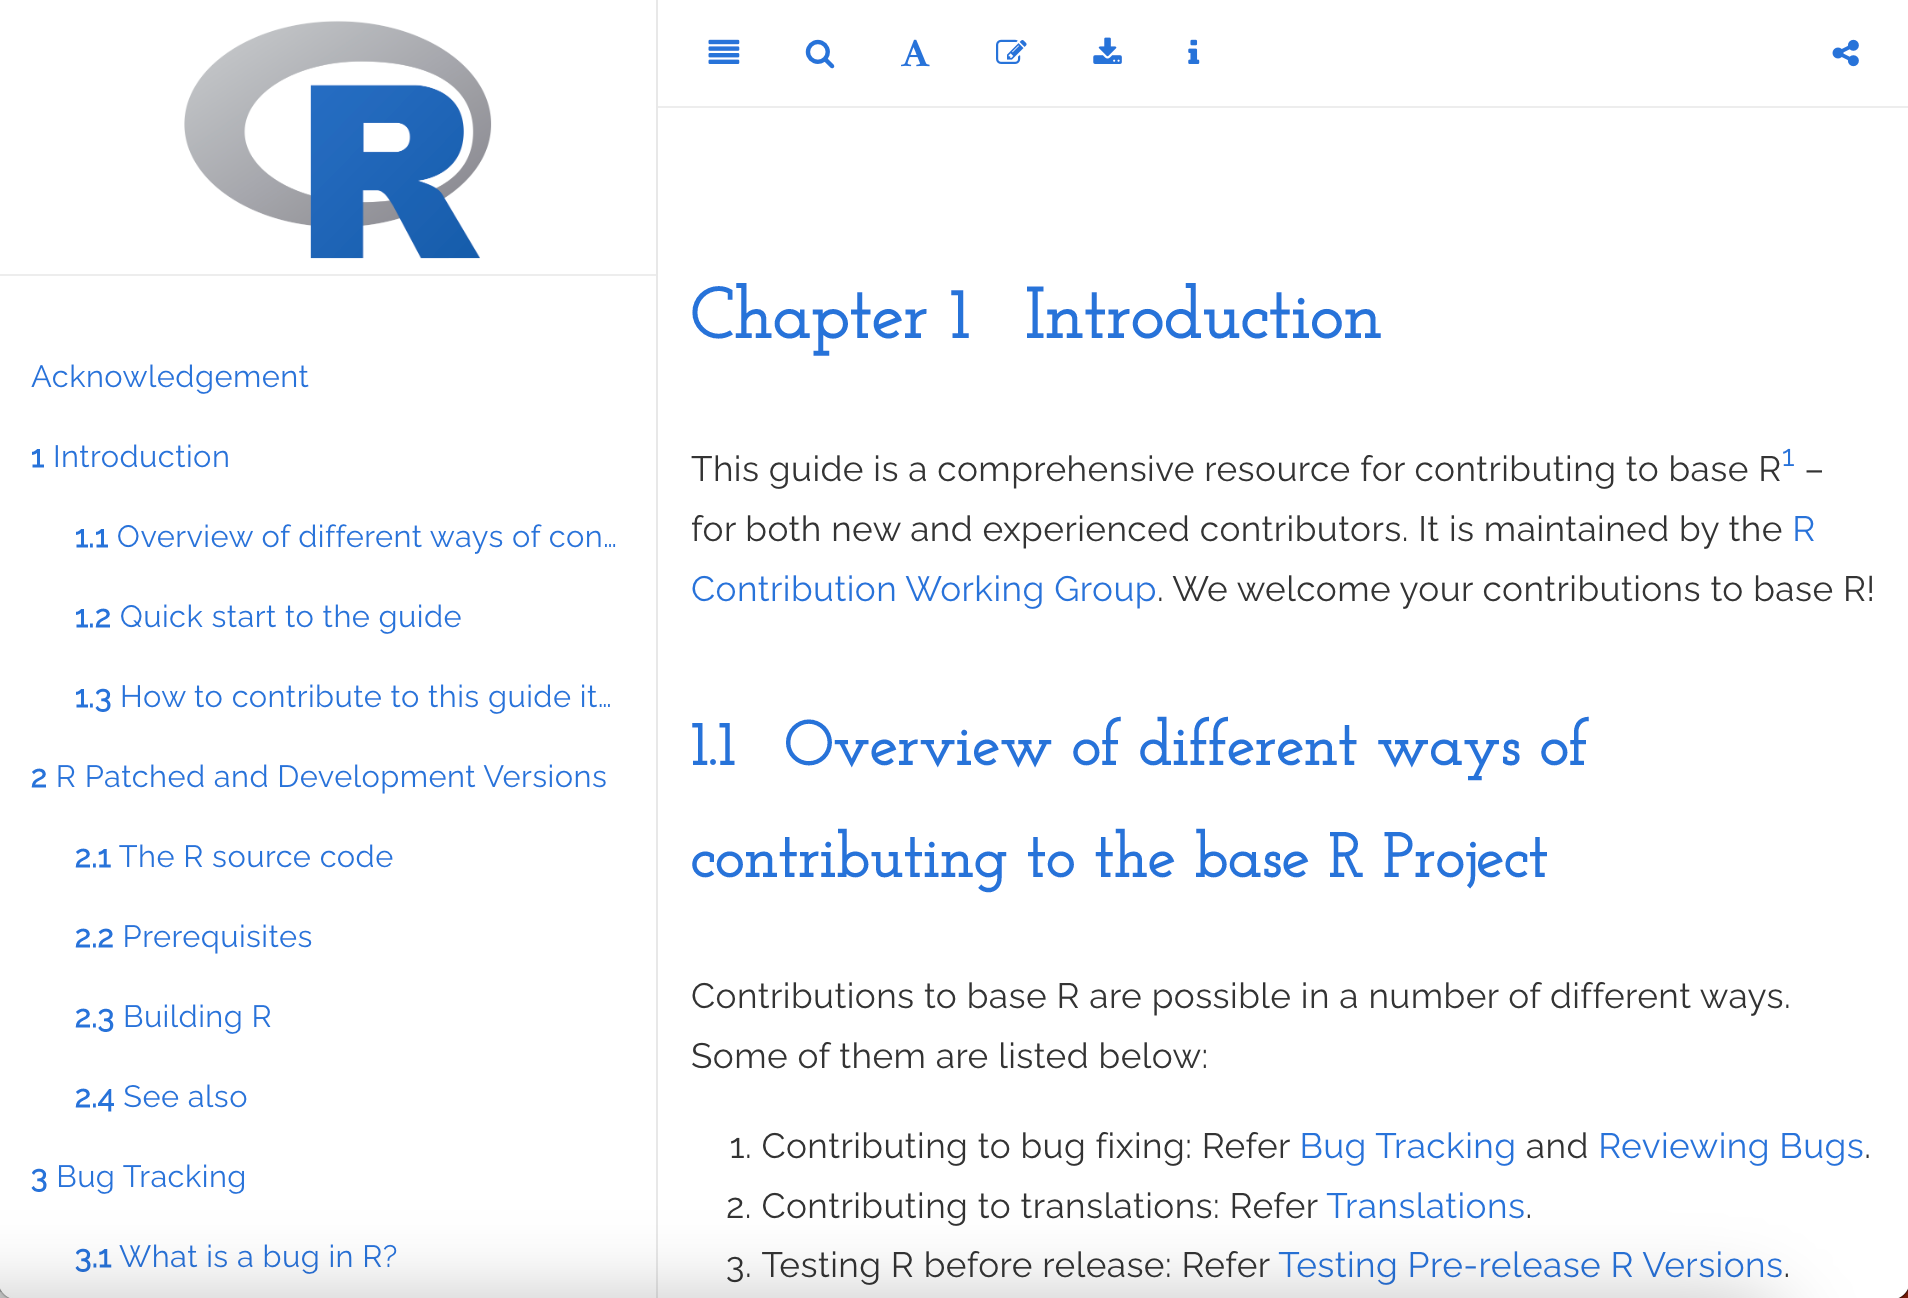 R
Acknowledgement
1 Introduction
1.1 Overview of different ways of con...
1.2 Quick start to the guide
1.3 How to contribute to this guide it...
2 R Patched and Development Versions
2.1 The R source code
2.2 Prerequisites
2.3 Building R
2.4 See also
3 Bug Tracking
3.1 What is a bug in R?
Chapter 1 Introduction
This guide is a comprehensive resource for contributing to base R1 –
for both new and experienced contributors. It is maintained by the R
Contribution Working Group. We welcome your contributions to base R!
1.1 Overview of different ways of
contributing to the base R Project
Contributions to base R are possible in a number of different ways.
Some of them are listed below:
1. Contributing to bug fixing: Refer Bug Tracking and Reviewing Bugs.
2. Contributing to translations: Refer Translations.
3. Testing R before release: Refer Testing Pre-release R Versions.